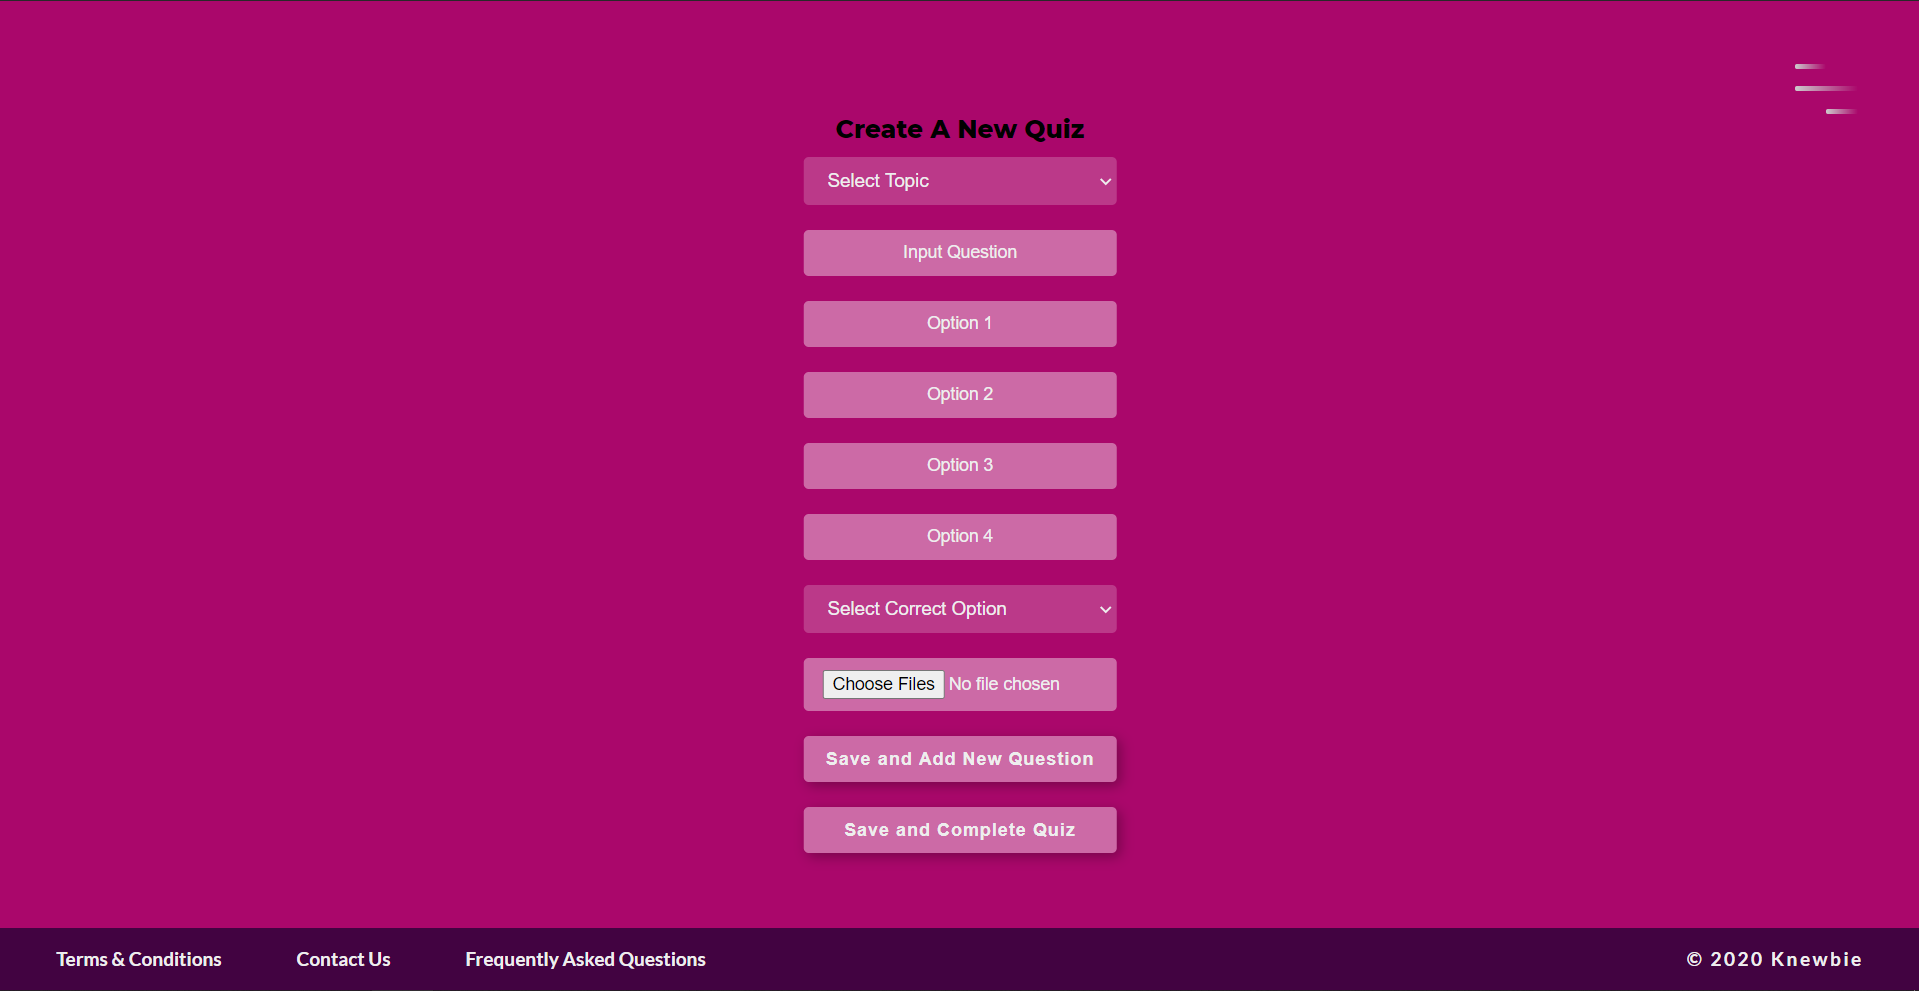 Create A New Quiz
Select Topic
Input Question
Option 1
Option 2
Option 3
Option 4
Select Correct Option
Choose Files No file chosen
Save and Add New Question
Save and Complete Quiz
Terms & Conditions Contact Us Frequently Asked Questions © 2020 Knewbie